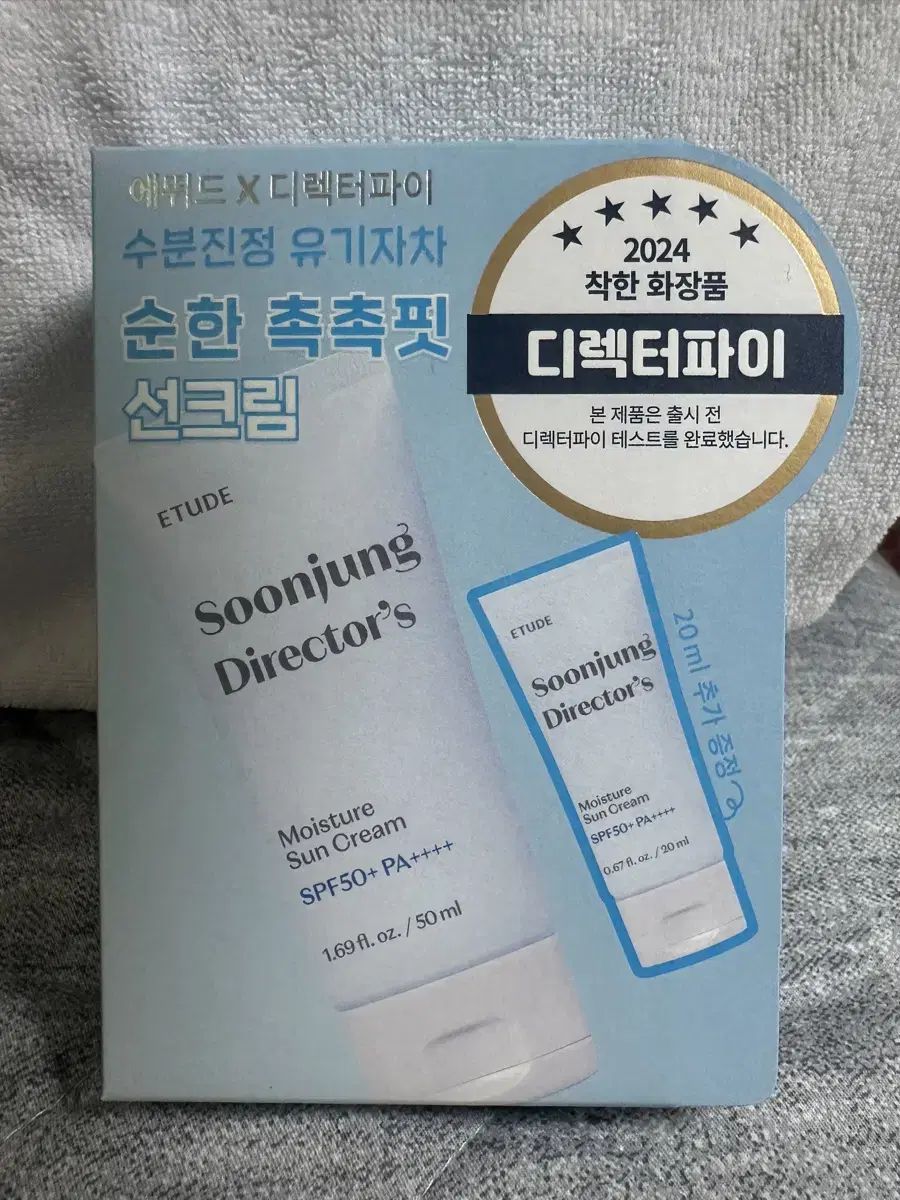 에뛰드 X 디렉터파이
수분진정 유기자차
순한 촉촉핏
선크림
★★★★★
2024
착한 화장품
디렉터파이
본 제품은 출시 전
디렉터파이 테스트를 완료했습니다.
ETUDE
Soonjung
Director's
Moisture
Sun Cream
SPF50+ PA++++
1.69 fl. oz. / 50 ml
ETUDE
Soonjung
Director's
Moisture
Sun Cream
SPF50+ PA++++
0.67 fl. oz. / 20 ml
20ml 추가 증정